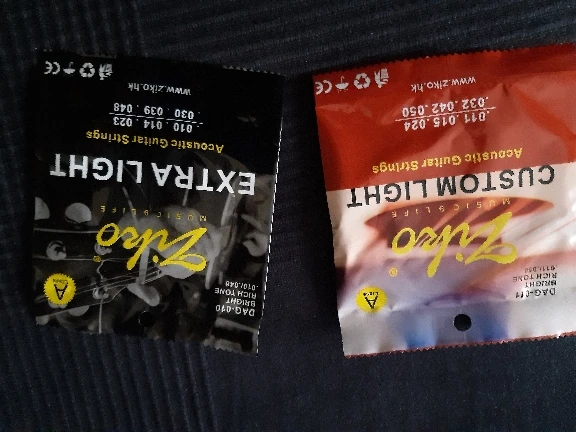 DAG-010
BRIGHT
RICH TONE
.010/.048
Ziko®
MUSIC&LIFE
EXTRA LIGHT
Acoustic Guitar Strings
.010 .014 .023
.030 .039 .048
www.ziko.hk
CE
DAG-011
BRIGHT
RICH TONE
Ziko®
MUSIC&LIFE
CUSTOM LIGHT
Acoustic Guitar Strings
.011 .015 .024
.032 .042 .050
www.ziko.hk
CE